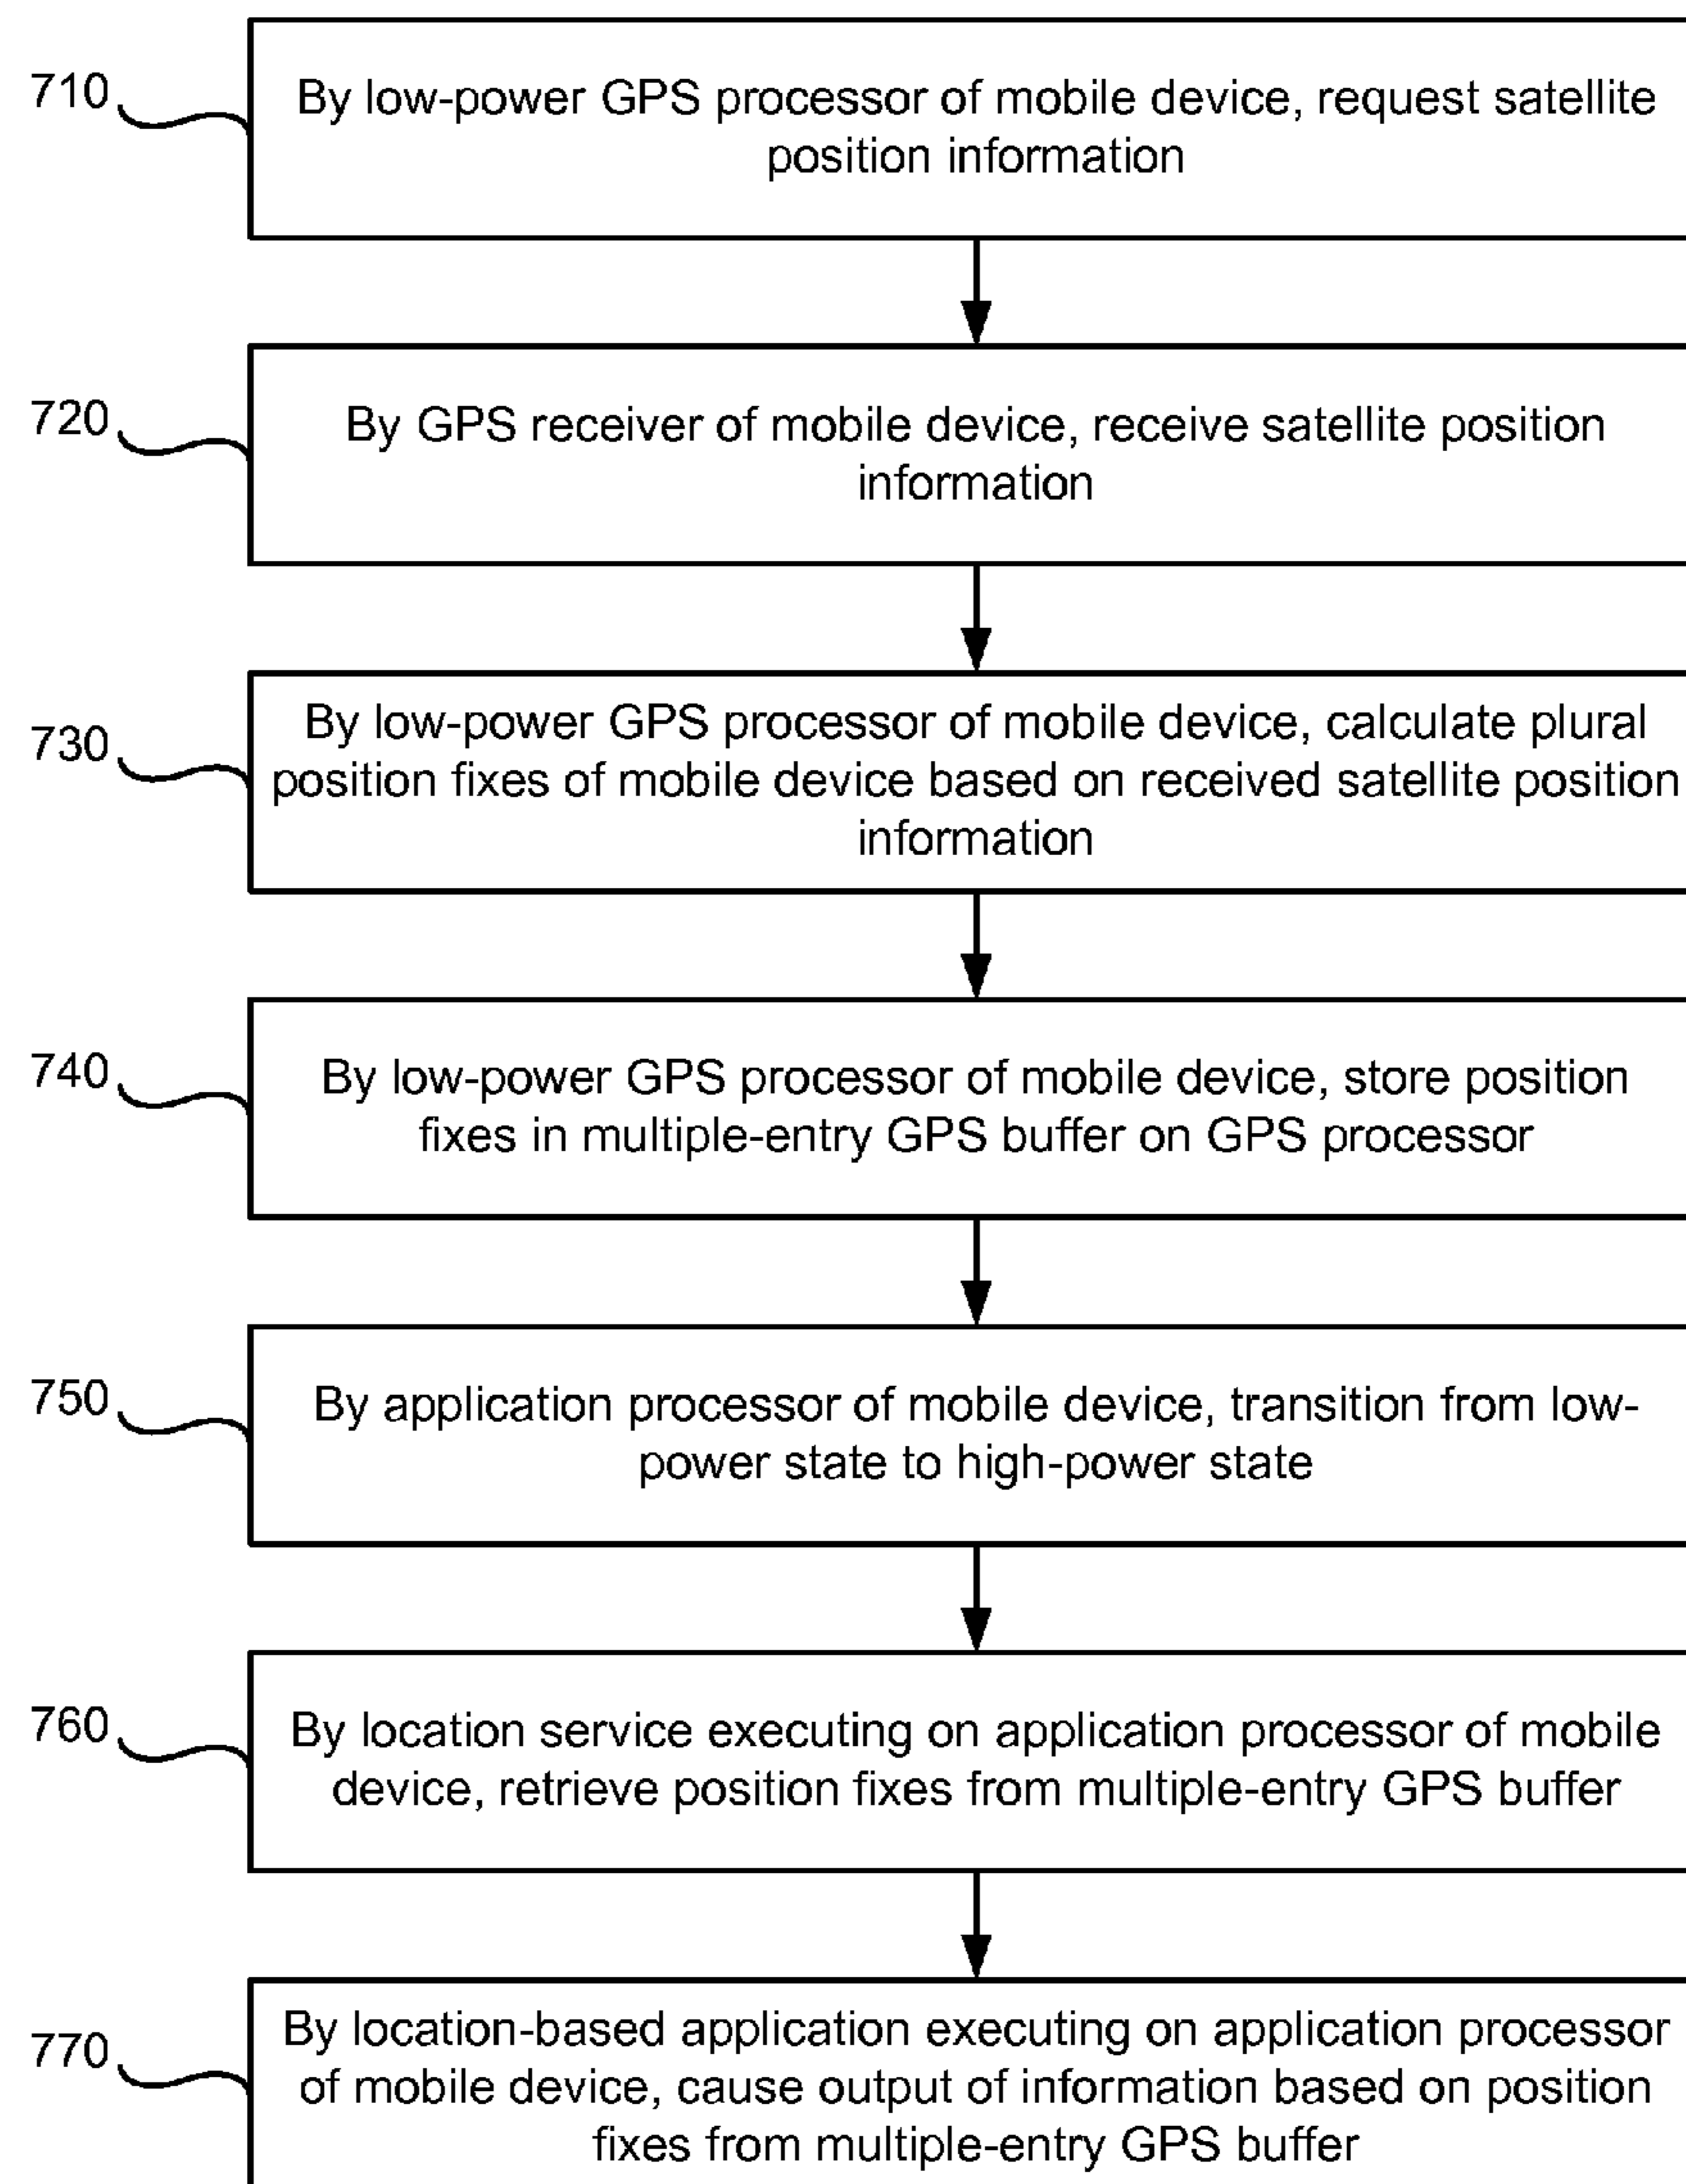 710
By low-power GPS processor of mobile device, request satellite
position information
720
By GPS receiver of mobile device, receive satellite position
information
730
By low-power GPS processor of mobile device, calculate plural
position fixes of mobile device based on received satellite position
information
740
By low-power GPS processor of mobile device, store position
fixes in multiple-entry GPS buffer on GPS processor
750
By application processor of mobile device, transition from low-
power state to high-power state
760
By location service executing on application processor of mobile
device, retrieve position fixes from multiple-entry GPS buffer
770
By location-based application executing on application processor
of mobile device, cause output of information based on position
fixes from multiple-entry GPS buffer